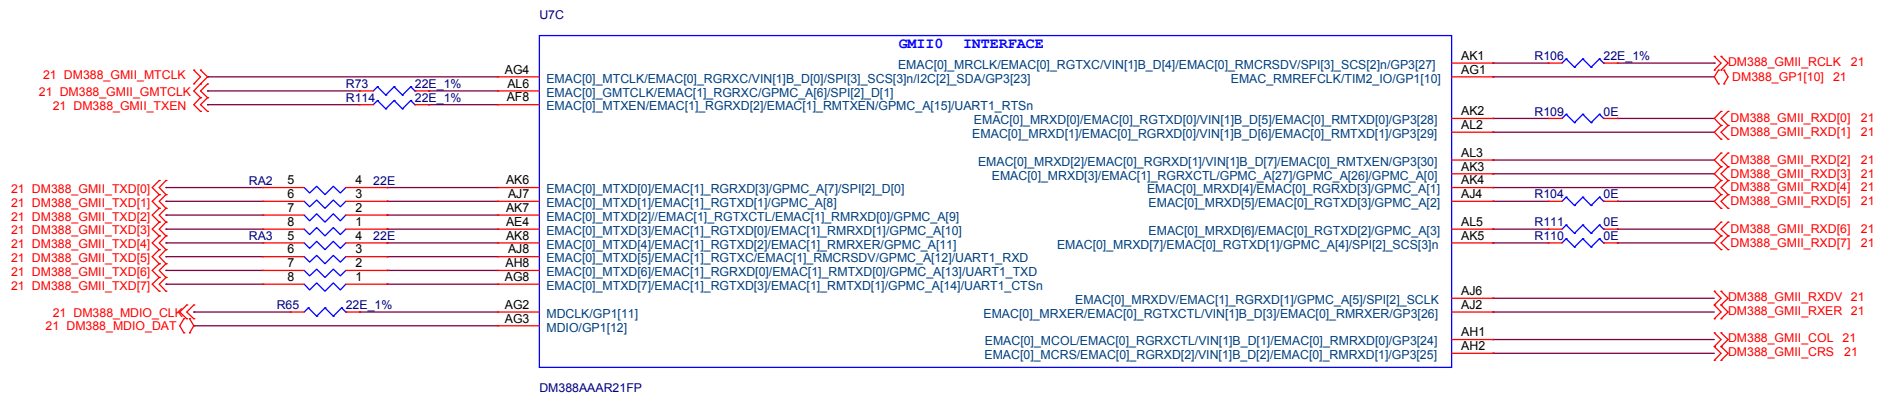 U7C
GMII0 INTERFACE
21 DM388_GMII_MTCLK AG4 EMAC[0]_MTCLK/EMAC[0]_RGRXC/VIN[1]B_D[0]/SPI[3]_SCS[3]n/I2C[2]_SDA/GP3[23]
21 DM388_GMII_GMTCLK R73 22E_1% AL6 EMAC[0]_GMTCLK/EMAC[1]_RGRXC/GPMC_A[6]/SPI[2]_D[1]
21 DM388_GMII_TXEN R114 22E_1% AF8 EMAC[0]_MTXEN/EMAC[1]_RGRXD[2]/EMAC[1]_RMTXEN/GPMC_A[15]/UART1_RTSn
21 DM388_GMII_TXD[0] RA2 5 4 22E AK6 EMAC[0]_MTXD[0]/EMAC[1]_RGRXD[3]/GPMC_A[7]/SPI[2]_D[0]
21 DM388_GMII_TXD[1] 6 3 AJ7 EMAC[0]_MTXD[1]/EMAC[1]_RGTXD[1]/GPMC_A[8]
21 DM388_GMII_TXD[2] 7 2 AK7 EMAC[0]_MTXD[2]//EMAC[1]_RGTXCTL/EMAC[1]_RMRXD[0]/GPMC_A[9]
21 DM388_GMII_TXD[3] 8 1 AE4 EMAC[0]_MTXD[3]/EMAC[1]_RGTXD[0]/EMAC[1]_RMRXD[1]/GPMC_A[10]
21 DM388_GMII_TXD[4] RA3 5 4 22E AK8 EMAC[0]_MTXD[4]/EMAC[1]_RGTXD[2]/EMAC[1]_RMRXER/GPMC_A[11]
21 DM388_GMII_TXD[5] 6 3 AJ8 EMAC[0]_MTXD[5]/EMAC[1]_RGTXC/EMAC[1]_RMCRSDV/GPMC_A[12]/UART1_RXD
21 DM388_GMII_TXD[6] 7 2 AH8 EMAC[0]_MTXD[6]/EMAC[1]_RGRXD[0]/EMAC[1]_RMTXD[0]/GPMC_A[13]/UART1_TXD
21 DM388_GMII_TXD[7] 8 1 AG8 EMAC[0]_MTXD[7]/EMAC[1]_RGTXD[3]/EMAC[1]_RMTXD[1]/GPMC_A[14]/UART1_CTSn
21 DM388_MDIO_CLK R65 22E_1% AG2 MDCLK/GP1[11]
21 DM388_MDIO_DAT AG3 MDIO/GP1[12]
EMAC[0]_MRCLK/EMAC[0]_RGTXC/VIN[1]B_D[4]/EMAC[0]_RMCRSDV/SPI[3]_SCS[2]n/GP3[27] AK1 R106 22E_1% DM388_GMII_RCLK 21
EMAC_RMREFCLK/TIM2_IO/GP1[10] AG1 DM388_GP1[10] 21
EMAC[0]_MRXD[0]/EMAC[0]_RGTXD[0]/VIN[1]B_D[5]/EMAC[0]_RMTXD[0]/GP3[28] AK2 R109 0E DM388_GMII_RXD[0] 21
EMAC[0]_MRXD[1]/EMAC[0]_RGRXD[0]/VIN[1]B_D[6]/EMAC[0]_RMTXD[1]/GP3[29] AL2 DM388_GMII_RXD[1] 21
EMAC[0]_MRXD[2]/EMAC[0]_RGRXD[1]/VIN[1]B_D[7]/EMAC[0]_RMTXEN/GP3[30] AL3 DM388_GMII_RXD[2] 21
EMAC[0]_MRXD[3]/EMAC[1]_RGRXCTL/GPMC_A[27]/GPMC_A[26]/GPMC_A[0] AK3 DM388_GMII_RXD[3] 21
EMAC[0]_MRXD[4]/EMAC[0]_RGRXD[3]/GPMC_A[1] AK4 DM388_GMII_RXD[4] 21
EMAC[0]_MRXD[5]/EMAC[0]_RGTXD[3]/GPMC_A[2] AJ4 R104 0E DM388_GMII_RXD[5] 21
EMAC[0]_MRXD[6]/EMAC[0]_RGTXD[2]/GPMC_A[3] AL5 R111 0E DM388_GMII_RXD[6] 21
EMAC[0]_MRXD[7]/EMAC[0]_RGTXD[1]/GPMC_A[4]/SPI[2]_SCS[3]n AK5 R110 0E DM388_GMII_RXD[7] 21
EMAC[0]_MRXDV/EMAC[1]_RGRXD[1]/GPMC_A[5]/SPI[2]_SCLK AJ6 DM388_GMII_RXDV 21
EMAC[0]_MRXER/EMAC[0]_RGTXCTL/VIN[1]B_D[3]/EMAC[0]_RMRXER/GP3[26] AJ2 DM388_GMII_RXER 21
EMAC[0]_MCOL/EMAC[0]_RGRXCTL/VIN[1]B_D[1]/EMAC[0]_RMRXD[0]/GP3[24] AH1 DM388_GMII_COL 21
EMAC[0]_MCRS/EMAC[0]_RGRXD[2]/VIN[1]B_D[2]/EMAC[0]_RMRXD[1]/GP3[25] AH2 DM388_GMII_CRS 21
DM388AAAR21FP